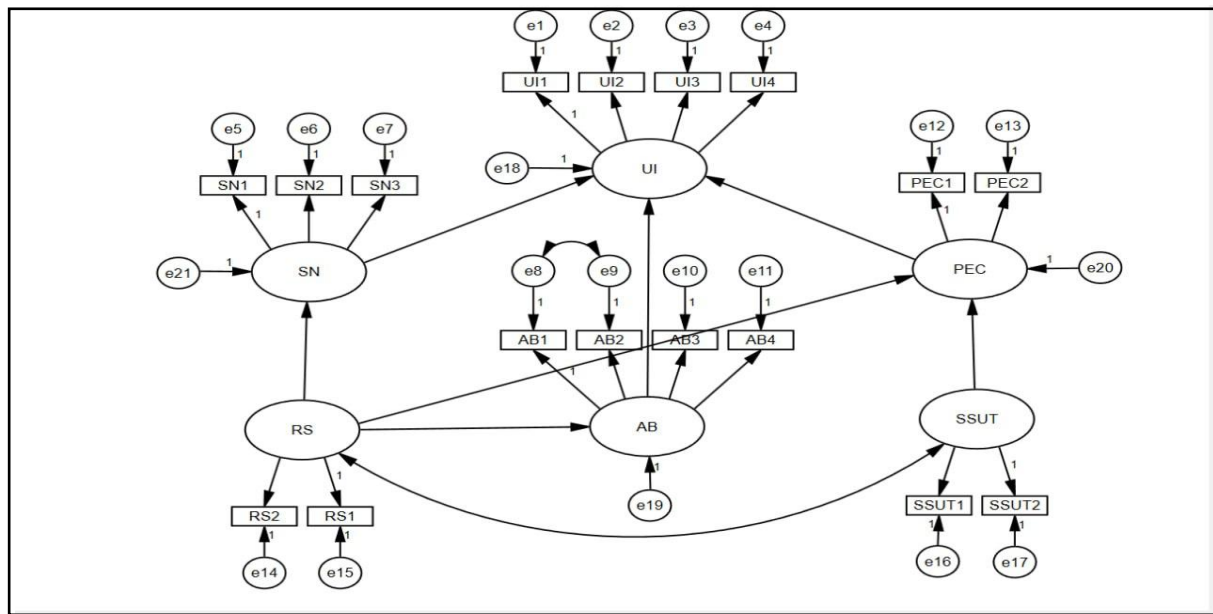 e1 e2 e3 e4
1 1 1 1
UI1 UI2 UI3 UI4
e5 e6 e7
1 1 1
SN1 SN2 SN3
1
1
e12 e13
1 1
PEC1 PEC2
1
e18 1 UI
e21 1 SN
e8 e9 e10 e11
1 1 1 1
AB1 AB2 AB3 AB4
1
PEC 1 e20
RS
AB
SSUT
1
e19
1
RS2 RS1
1 1
e14 e15
1
SSUT1 SSUT2
1 1
e16 e17